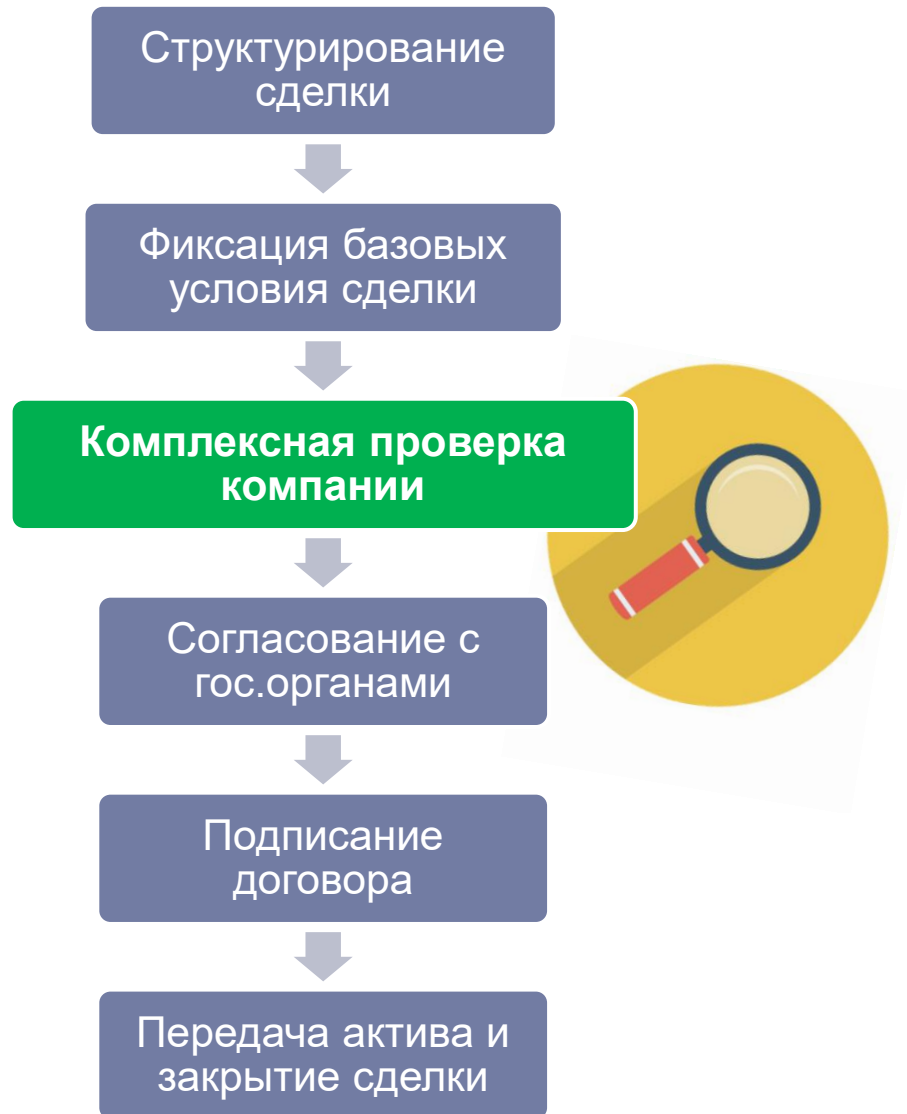 Структурирование
сделки
Фиксация базовых
условия сделки
Комплексная проверка
компании
Согласование с
гос.органами
Подписание
договора
Передача актива и
закрытие сделки